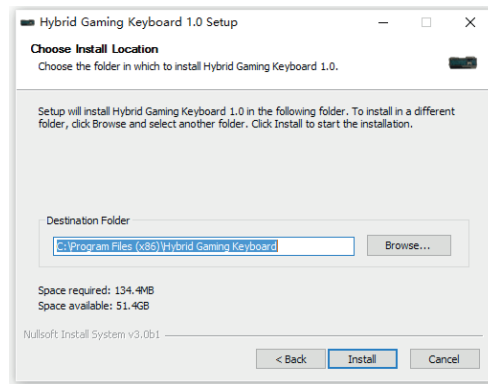 Hybrid Gaming Keyboard 1.0 Setup
Choose Install Location
Choose the folder in which to install Hybrid Gaming Keyboard 1.0.
Setup will install Hybrid Gaming Keyboard 1.0 in the following folder. To install in a different
folder, click Browse and select another folder. Click Install to start the installation.
Destination Folder
C:\Program Files (x86)\Hybrid Gaming Keyboard
Browse...
Space required: 134.4MB
Space available: 51.4GB
Nullsoft Install System v3.0b1
< Back
Install
Cancel